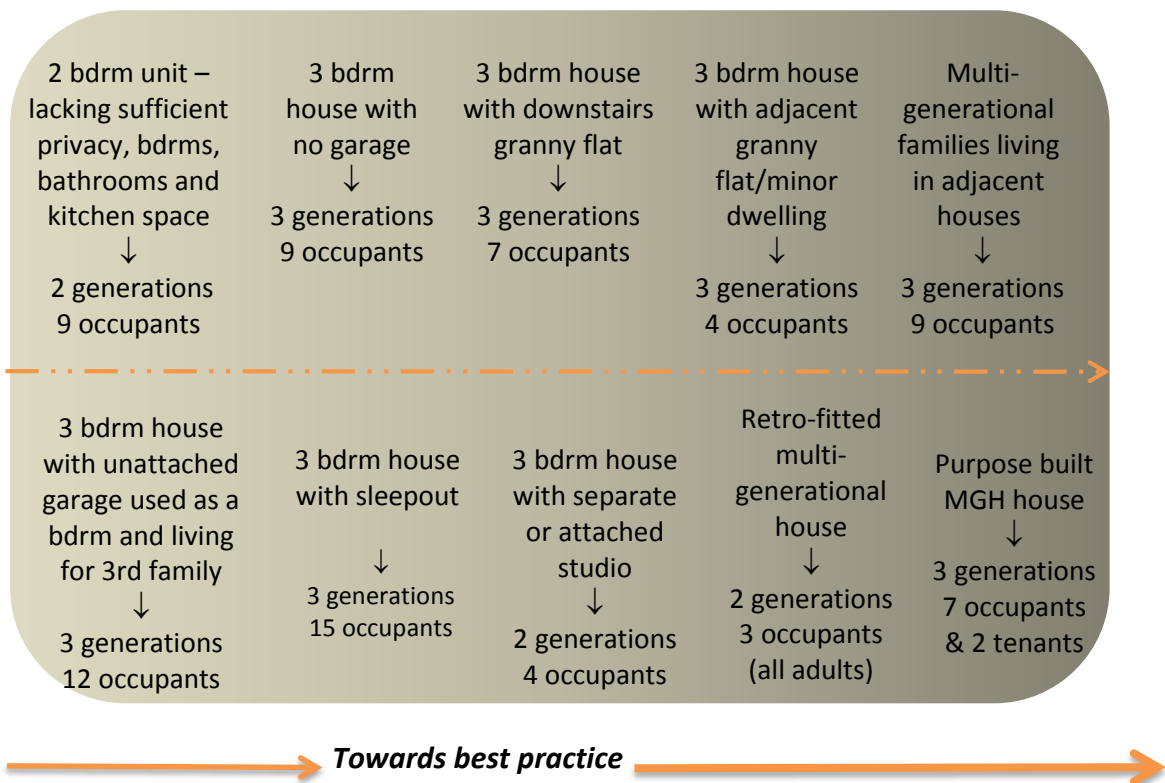 2 bdrm unit –
lacking sufficient
privacy, bdrms,
bathrooms and
kitchen space
↓
2 generations
9 occupants
3 bdrm
house with
no garage
↓
3 generations
9 occupants
3 bdrm house
with downstairs
granny flat
↓
3 generations
7 occupants
3 bdrm house
with adjacent
granny
flat/minor
dwelling
↓
3 generations
4 occupants
Multi-
generational
families living
in adjacent
houses
↓
3 generations
9 occupants
3 bdrm house
with unattached
garage used as a
bdrm and living
for 3rd family
↓
3 generations
12 occupants
3 bdrm house
with sleepout
↓
3 generations
15 occupants
3 bdrm house
with separate
or attached
studio
↓
2 generations
4 occupants
Retro-fitted
multi-
generational
house
↓
2 generations
3 occupants
(all adults)
Purpose built
MGH house
↓
3 generations
7 occupants
& 2 tenants
Towards best practice